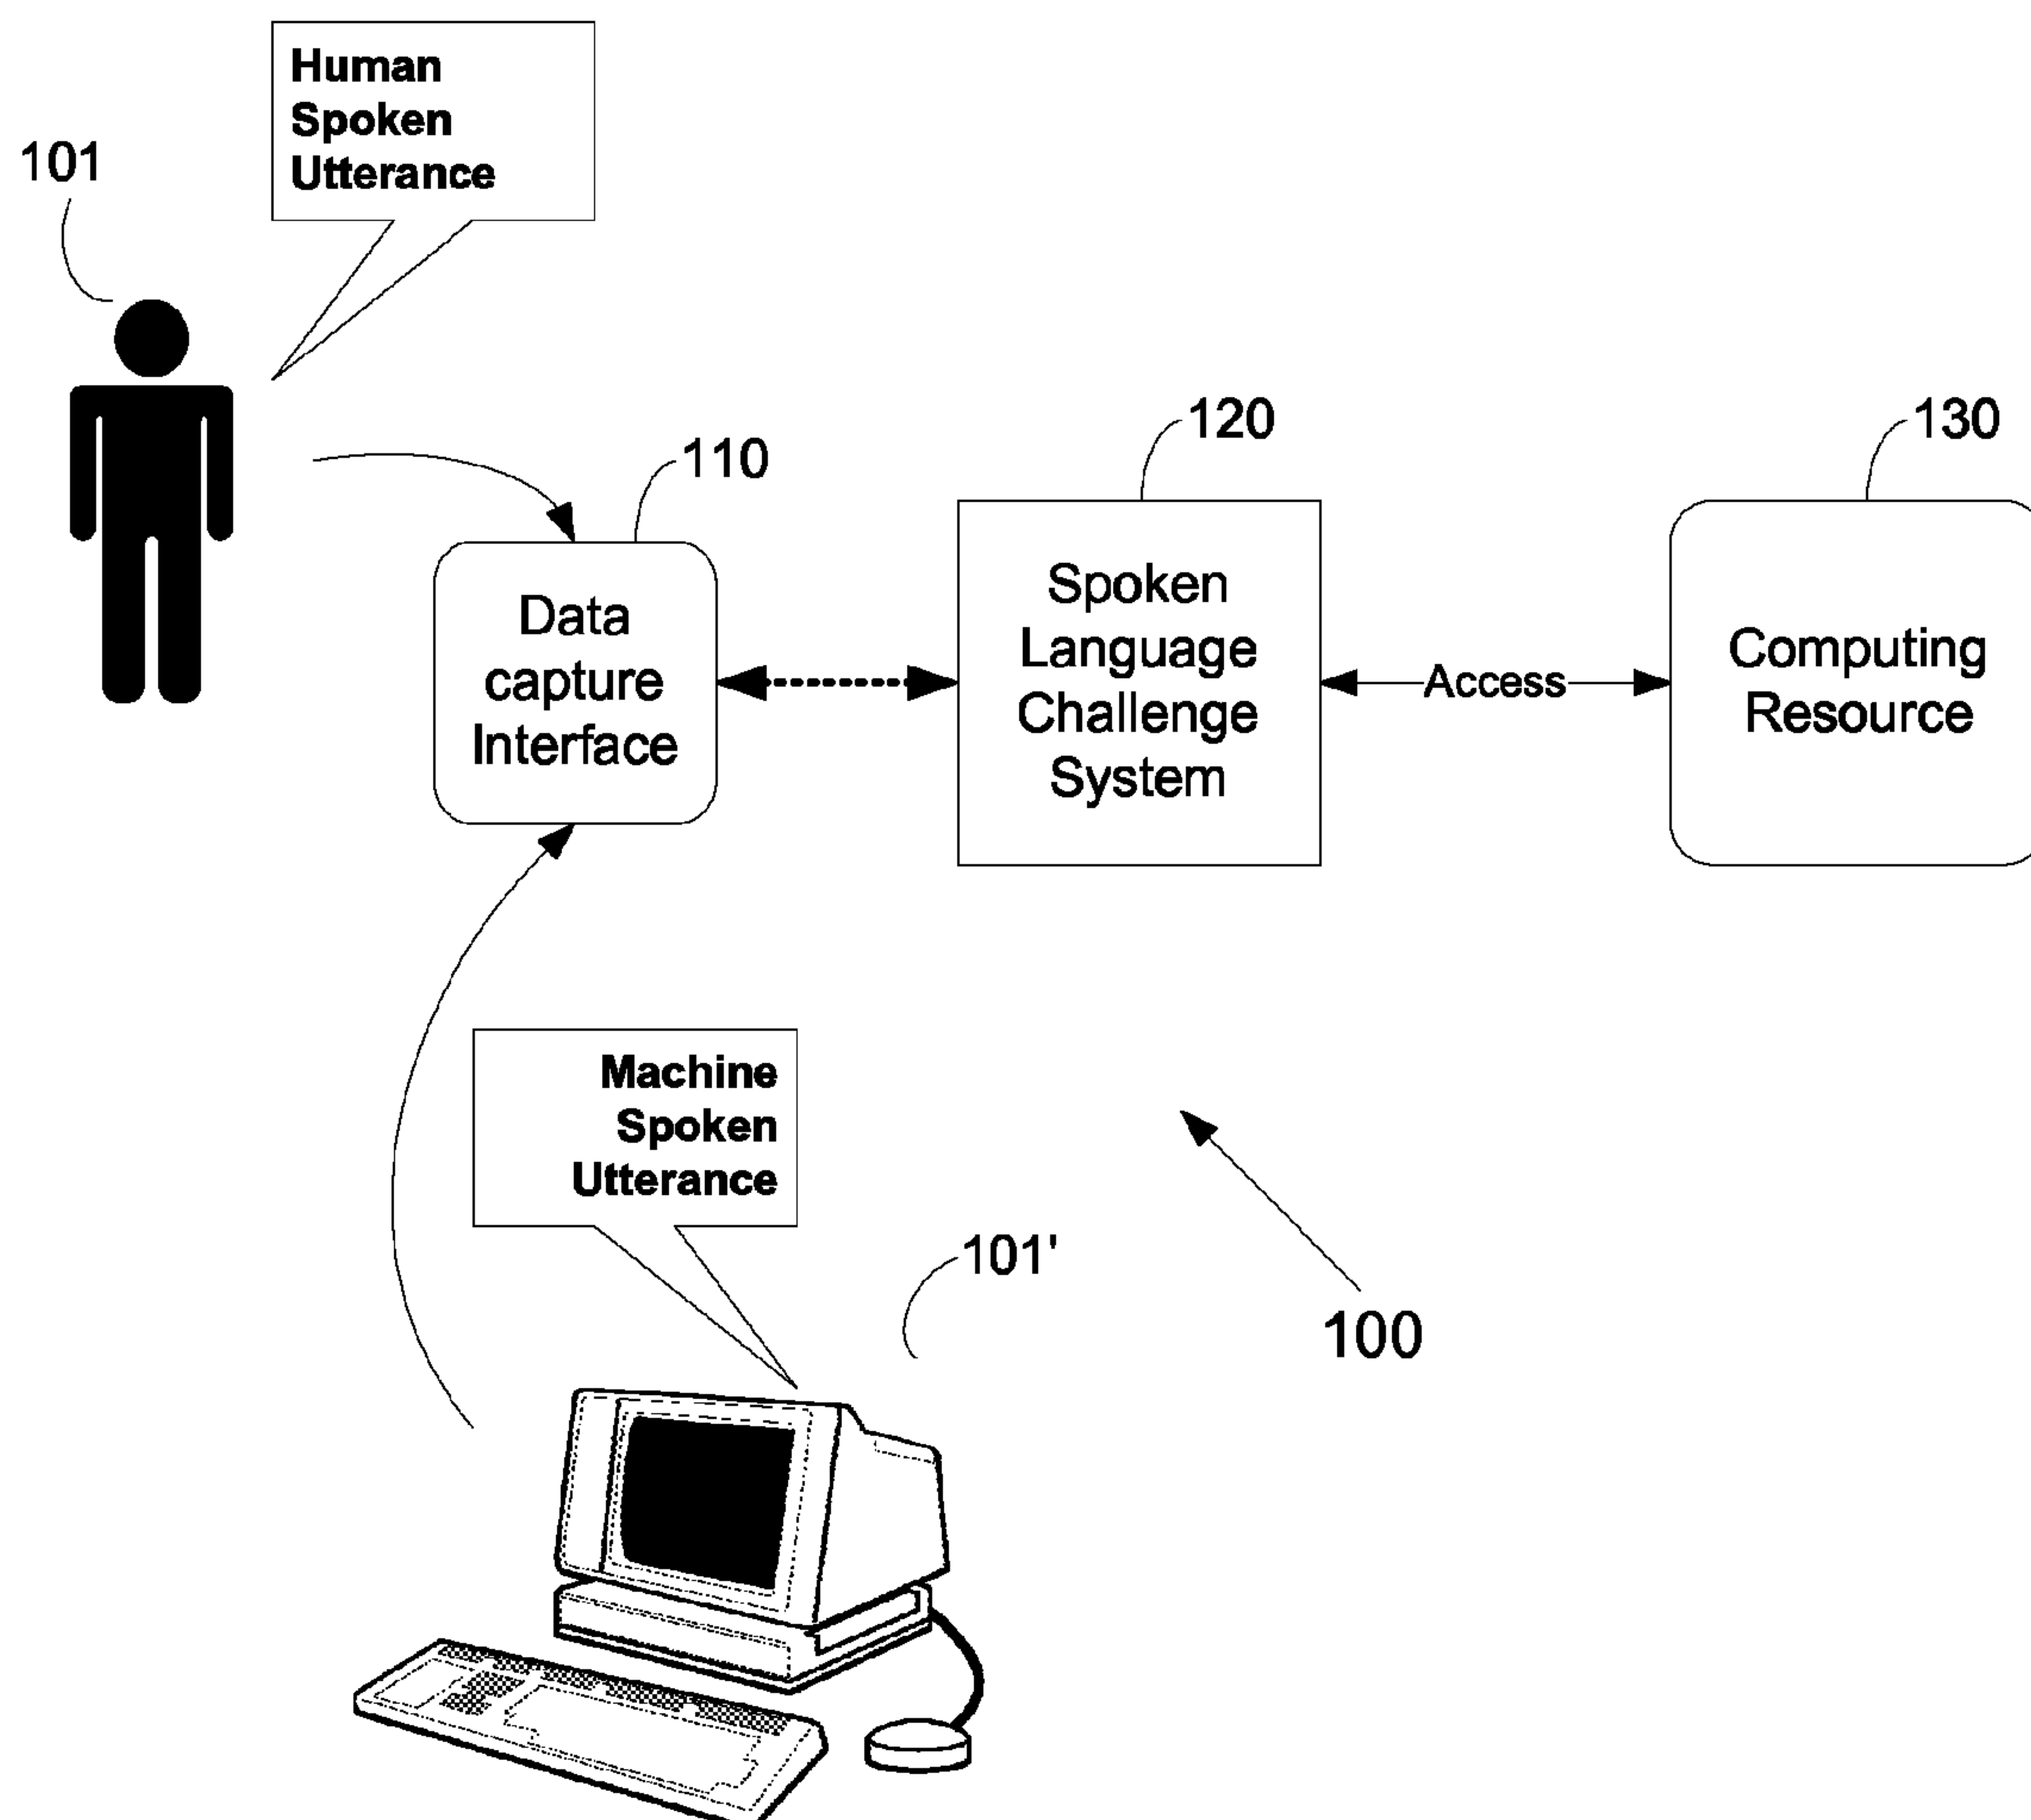 Human
Spoken
Utterance
101
110
120
130
Data
capture
Interface
Spoken
Language
Challenge
System
Access
Computing
Resource
Machine
Spoken
Utterance
101'
100